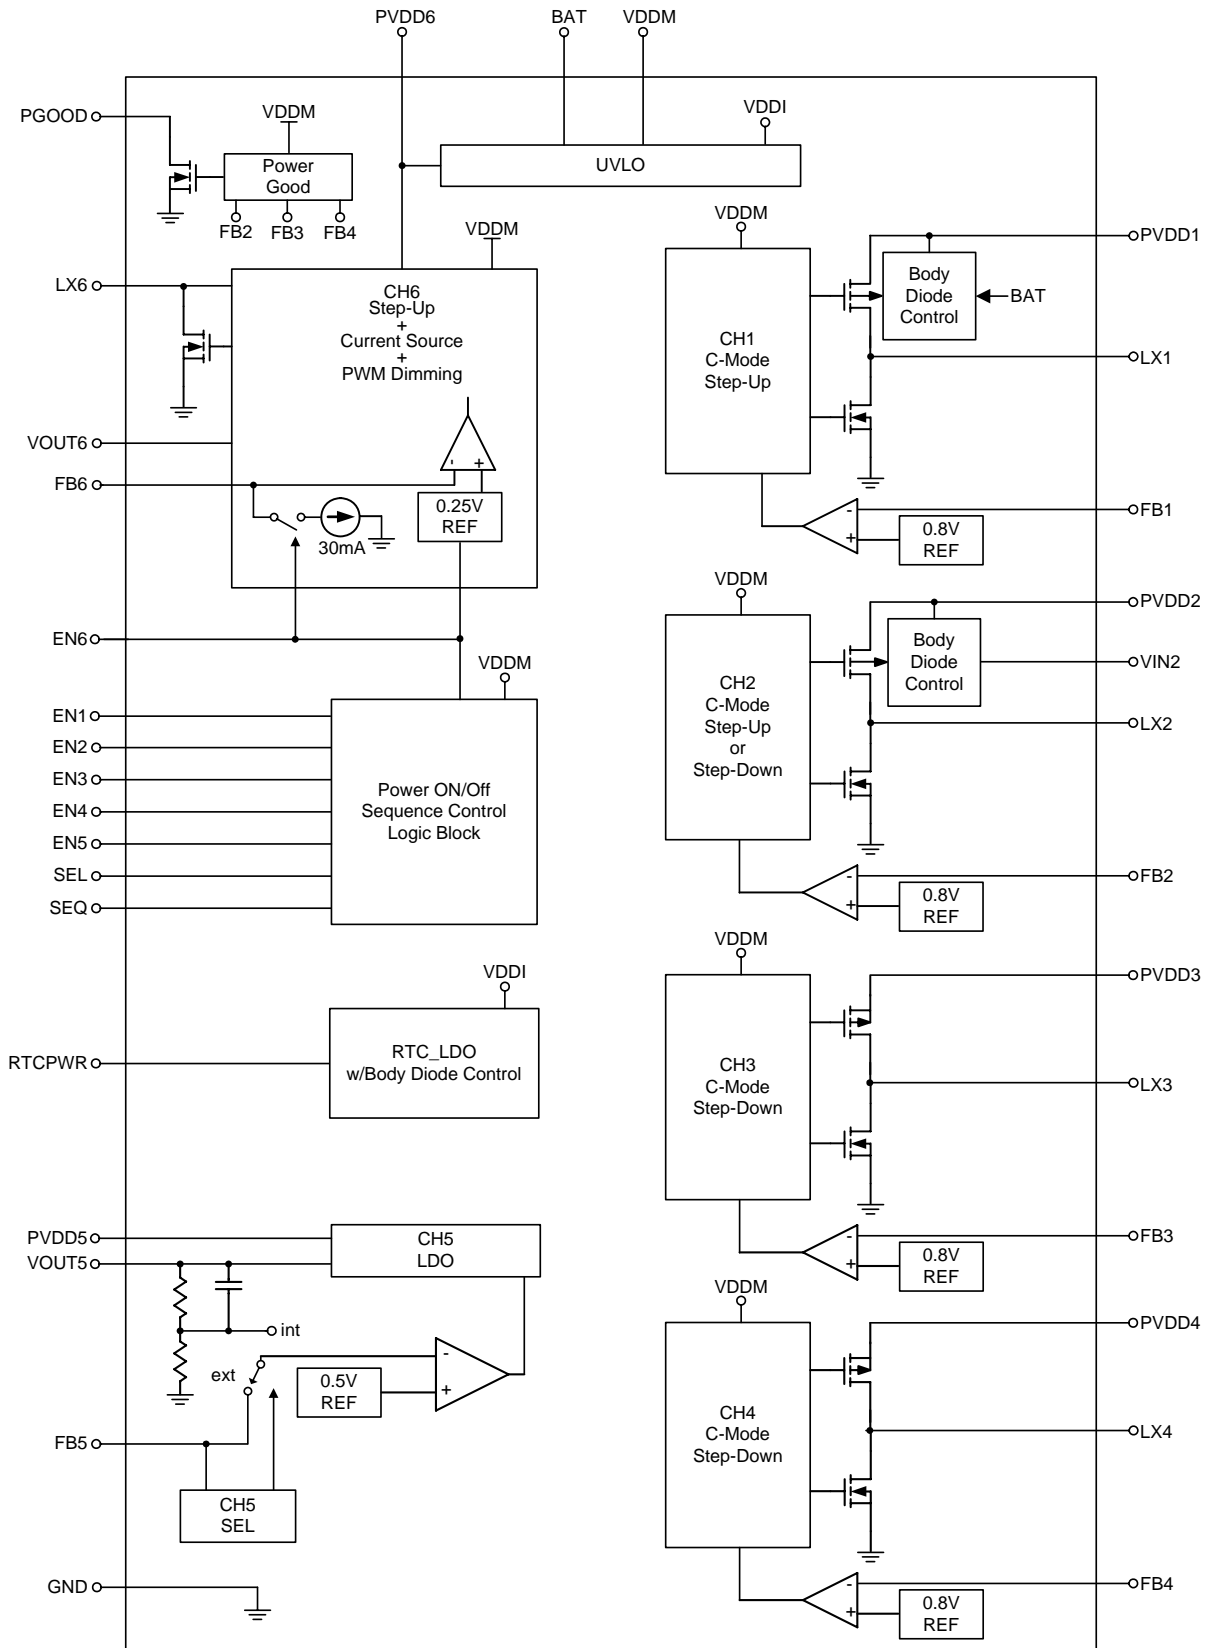 PVDD6
BAT
VDDM
PGOOD
VDDM
VDDI
Power
Good
UVLO
FB2
FB3
FB4
VDDM
LX6
CH6
Step-Up
+
Current Source
+
PWM Dimming
VOUT6
FB6
-
+
0.25V
REF
30mA
EN6
VDDM
EN1
EN2
EN3
EN4
EN5
SEL
SEQ
Power ON/Off
Sequence Control
Logic Block
VDDI
RTCPWR
RTC_LDO
w/Body Diode Control
PVDD5
VOUT5
CH5
LDO
int
ext
-
+
0.5V
REF
FB5
CH5
SEL
GND
VDDM
PVDD1
Body
Diode
Control
BAT
CH1
C-Mode
Step-Up
LX1
-
+
FB1
0.8V
REF
VDDM
PVDD2
Body
Diode
Control
VIN2
CH2
C-Mode
Step-Up
or
Step-Down
LX2
-
+
FB2
0.8V
REF
VDDM
PVDD3
CH3
C-Mode
Step-Down
LX3
-
+
FB3
0.8V
REF
VDDM
PVDD4
CH4
C-Mode
Step-Down
LX4
-
+
FB4
0.8V
REF